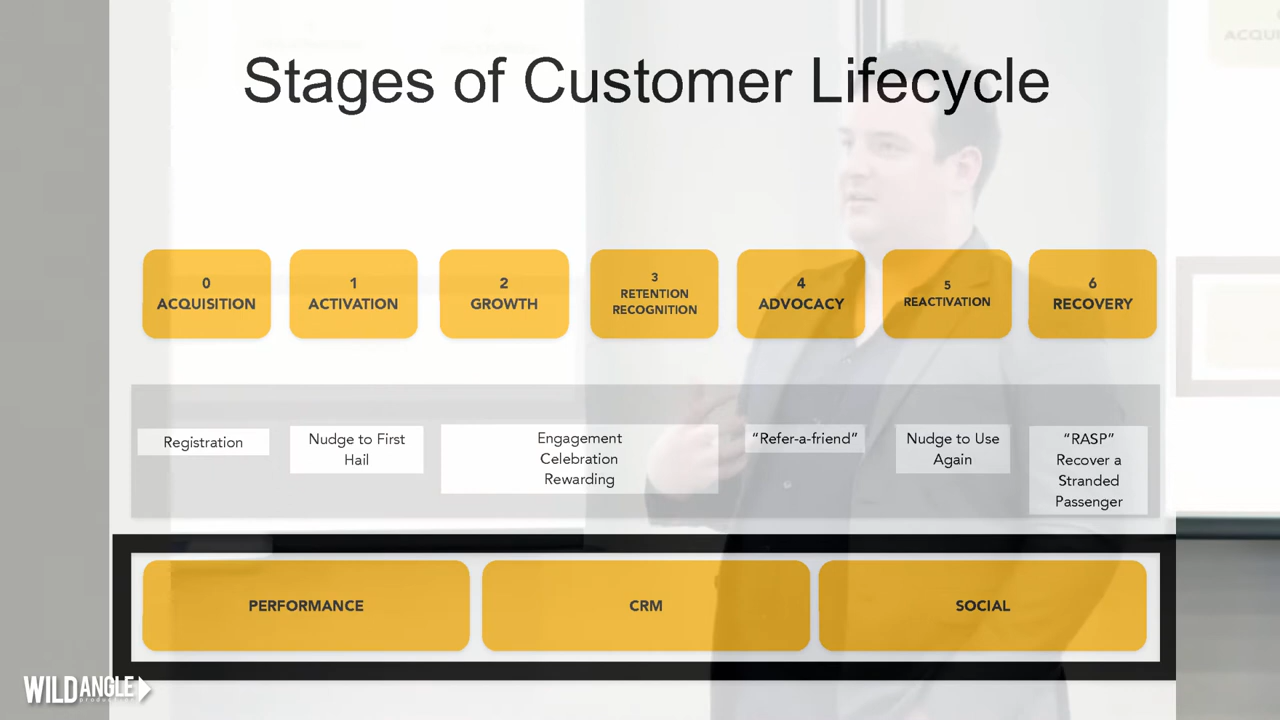 Stages of Customer Lifecycle
0
ACQUISITION
1
ACTIVATION
2
GROWTH
3
RETENTION
RECOGNITION
4
ADVOCACY
5
REACTIVATION
6
RECOVERY
Registration
Nudge to First
Hail
Engagement
Celebration
Rewarding
“Refer-a-friend”
Nudge to Use
Again
“RASP”
Recover a
Stranded
Passenger
PERFORMANCE
CRM
SOCIAL
WILD ANGLE